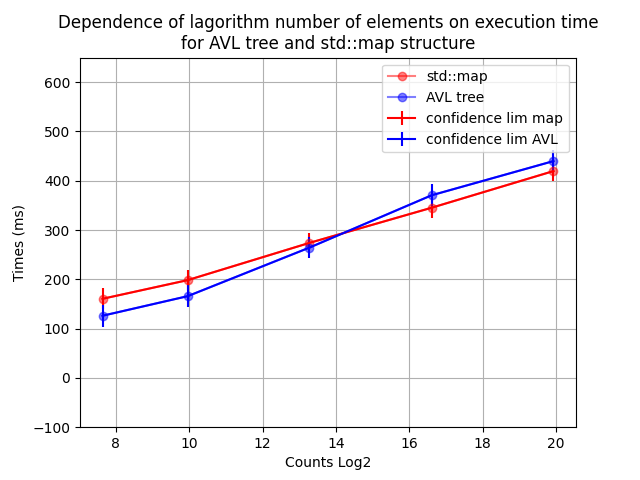 Dependence of lagorithm number of elements on execution time
for AVL tree and std::map structure
std::map
AVL tree
confidence lim map
confidence lim AVL
600
500
400
300
200
100
0
−100
Times (ms)
8 10 12 14 16 18 20
Counts Log2